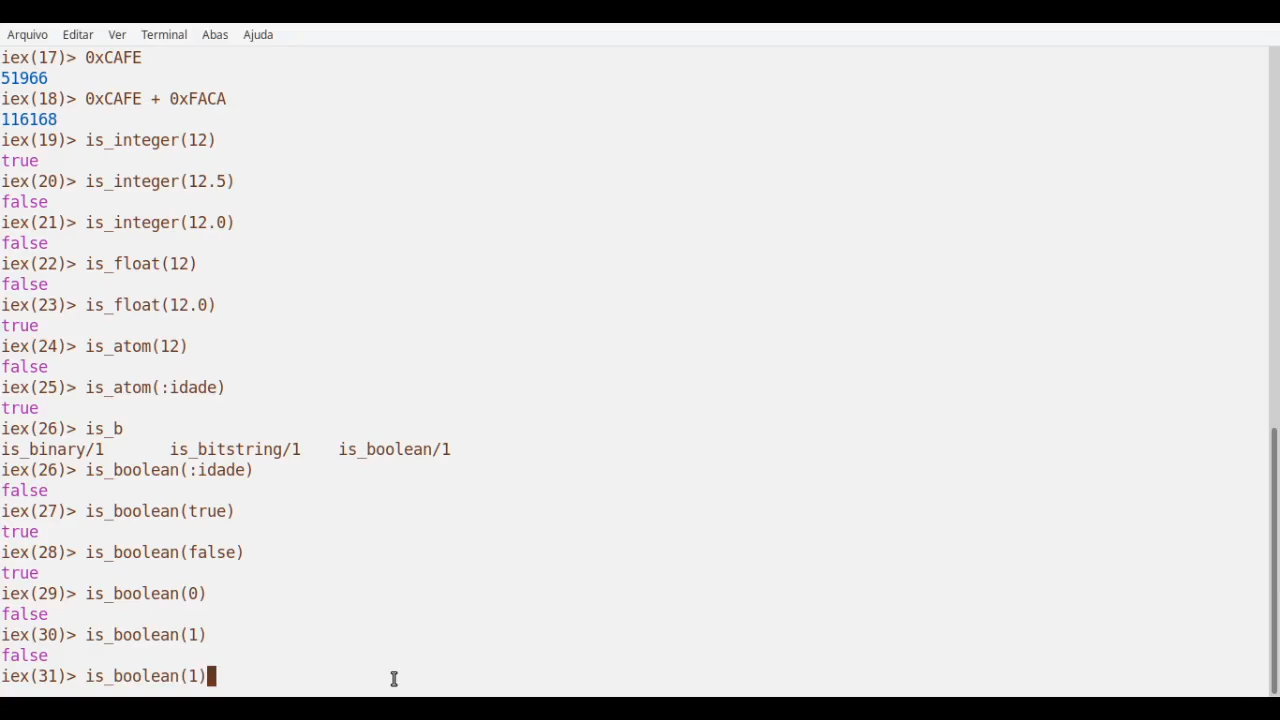 Arquivo Editar Ver Terminal Abas Ajuda
iex(17)> 0xCAFE
51966
iex(18)> 0xCAFE + 0xFACA
116168
iex(19)> is_integer(12)
true
iex(20)> is_integer(12.5)
false
iex(21)> is_integer(12.0)
false
iex(22)> is_float(12)
false
iex(23)> is_float(12.0)
true
iex(24)> is_atom(12)
false
iex(25)> is_atom(:idade)
true
iex(26)> is_b
is_binary/1 is_bitstring/1 is_boolean/1
iex(26)> is_boolean(:idade)
false
iex(27)> is_boolean(true)
true
iex(28)> is_boolean(false)
true
iex(29)> is_boolean(0)
false
iex(30)> is_boolean(1)
false
iex(31)> is_boolean(1)